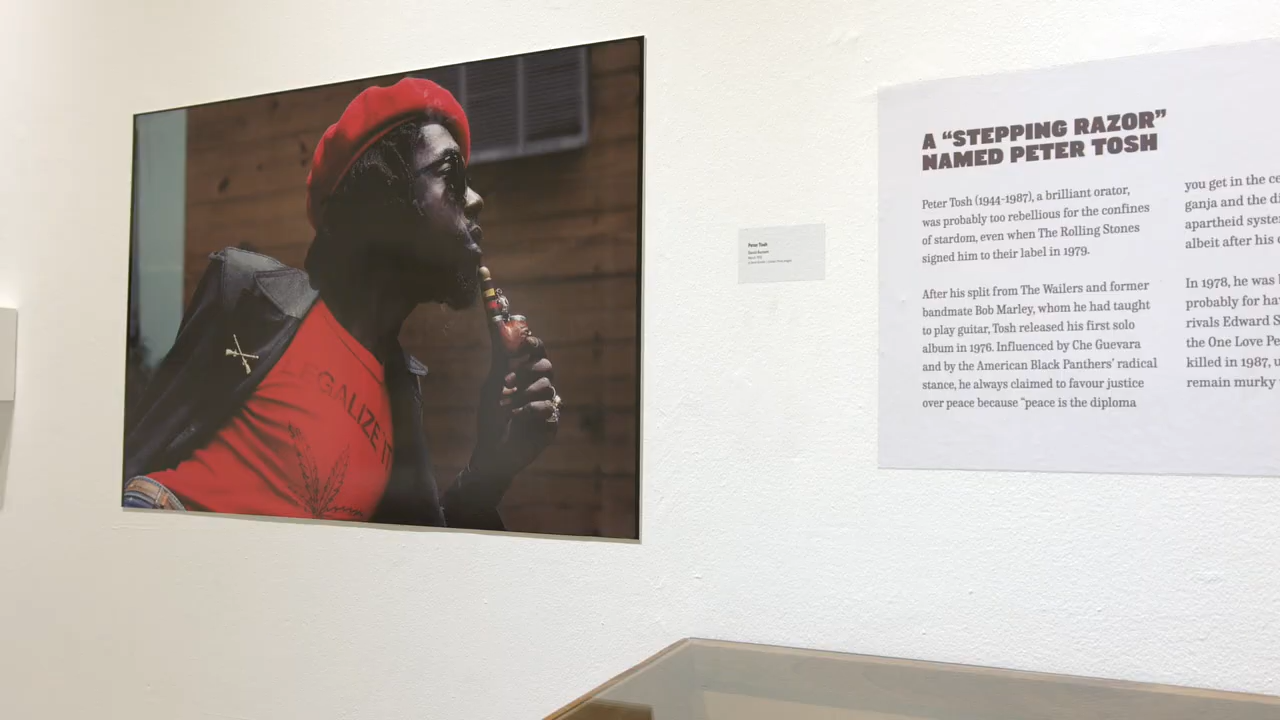 EGALIZE IT
Peter Tosh
A “STEPPING RAZOR”
NAMED PETER TOSH
Peter Tosh (1944-1987), a brilliant orator,
was probably too rebellious for the confines
of stardom, even when The Rolling Stones
signed him to their label in 1979.
After his split from The Wailers and former
bandmate Bob Marley, whom he had taught
to play guitar, Tosh released his first solo
album in 1976. Influenced by Che Guevara
and by the American Black Panthers’ radical
stance, he always claimed to favour justice
over peace because “peace is the diploma
you get in the ce
ganja and the di
apartheid syste
albeit after his
In 1978, he was
probably for ha
rivals Edward S
the One Love Pe
killed in 1987, u
remain murky